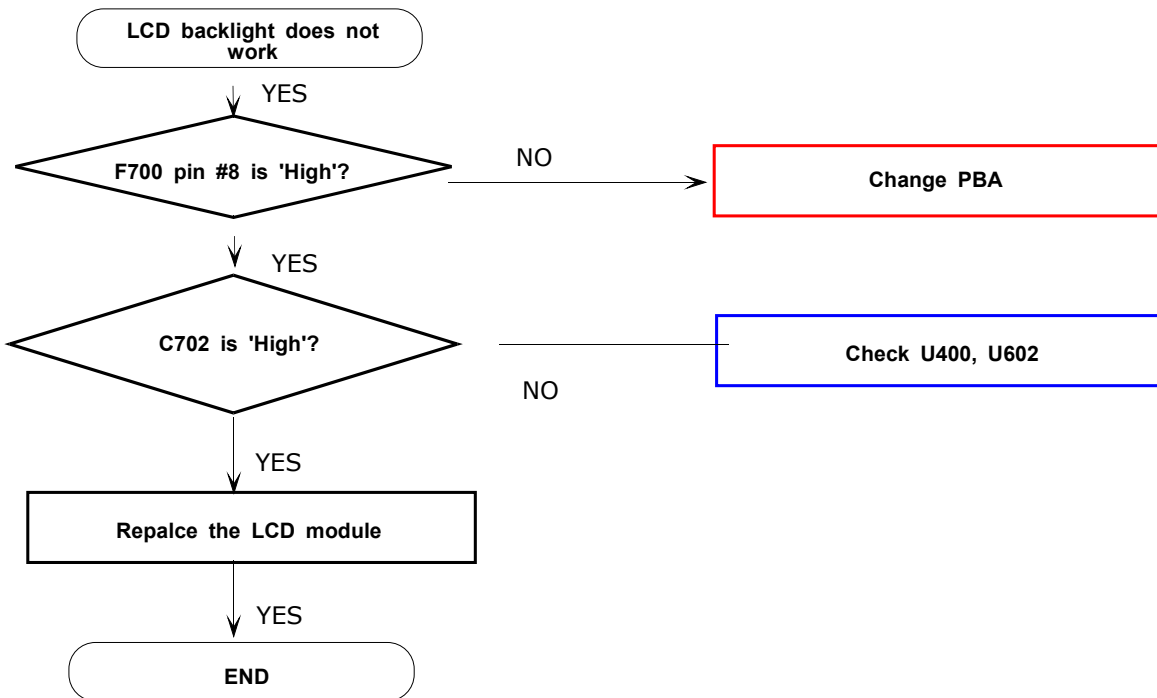 LCD backlight does not
work
YES
F700 pin #8 is 'High'?
NO
Change PBA
YES
C702 is 'High'?
NO
Check U400, U602
YES
Repalce the LCD module
YES
END